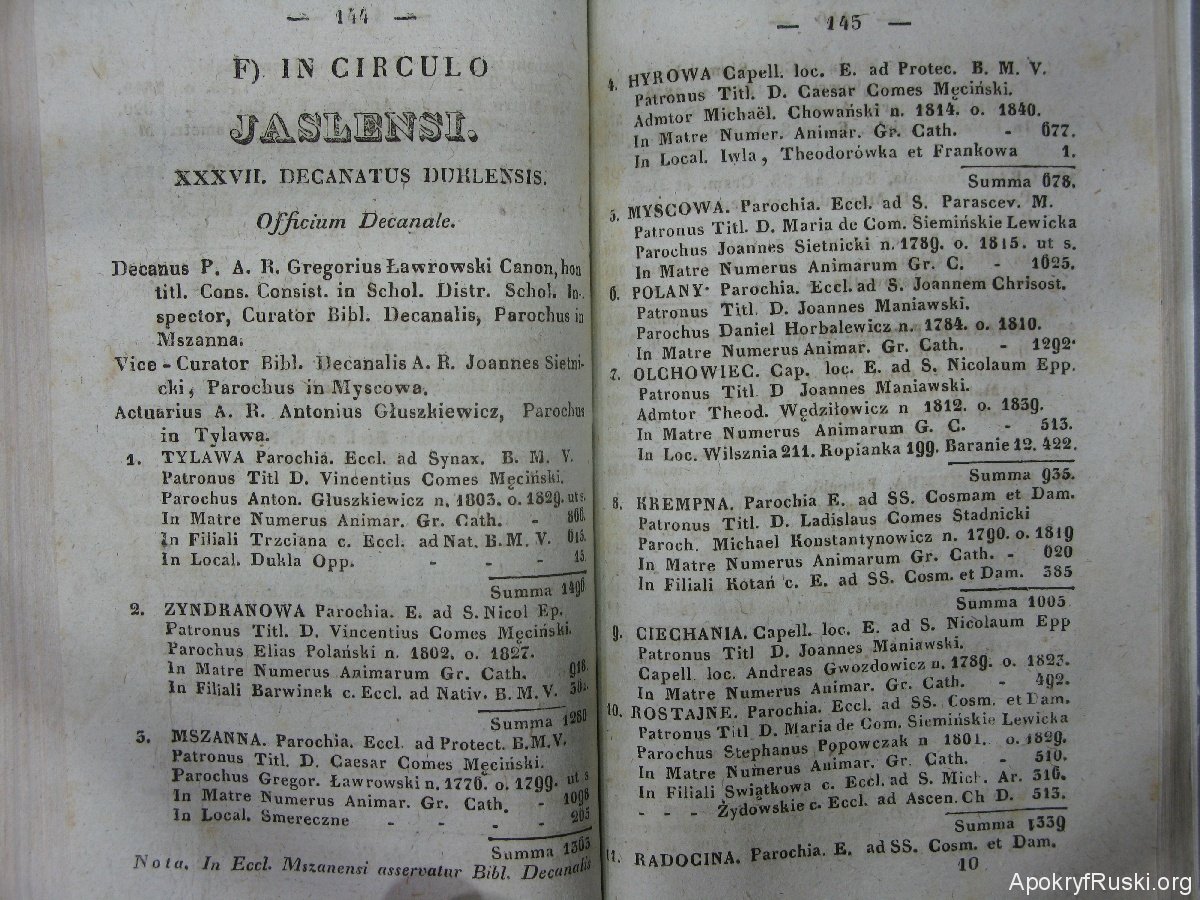 — 144 —
F) IN CIRCULO
JASLENSI.
XXXVII. DECANATUS DUKLENSIS.
Officium Decanale.
Decanus P. A. R. Gregorius Ławrowski Canon, hon
titl. Cons. Consist. in Schol. Distr. Schol. In-
spector, Curator Bibl. Decanalis, Parochus in
Mszanna.
Vice - Curator Bibl. Decanalis A. R. Joannes Sietni-
cki, Parochus in Myscowa.
Actuarius A. R. Antonius Głuszkiewicz, Parochus
in Tylawa.
1. TYLAWA Parochia. Eccl. ad Synax. B. M. V.
Patronus Titl D. Vincentius Comes Męciński.
Parochus Anton. Głuszkiewicz n. 1803. o. 1829. ut s.
In Matre Numerus Animar. Gr. Cath. -
In Filiali Trzciana c. Eccl. ad Nat. B. M. V. 615.
In Local. Dukla Opp. - - - 15.
Summa 1496
2. ZYNDRANOWA Parochia. E. ad S. Nicol Ep.
Patronus Titl. D. Vincentius Comes Męciński.
Parochus Elias Polański n. 1802. o. 1827.
In Matre Numerus Animarum Gr. Cath. 918.
In Filiali Barwinek c. Eccl. ad Nativ. B. M. V.
Summa 1280
3. MSZANNA. Parochia. Eccl. ad Protect. B.M.V.
Patronus Titl. D. Caesar Comes Męciński.
Parochus Gregor. Ławrowski n. 1776. o. 1799. ut s
In Matre Numerus Animar. Gr. Cath. - 1098
In Local. Smereczne - - - - 265
Summa 1363
Nota. In Eccl. Mszanensi asservatur Bibl. Decanalis
— 145 —
4. HYROWA Capell. loc. E. ad Protec. B. M. V.
Patronus Titl. D. Caesar Comes Męciński.
Admtor Michaël. Chowański n. 1814. o. 1840.
In Matre Numer. Animar. Gr. Cath. - 677.
In Local. Iwla, Theodorówka et Frankowa 1.
Summa 678.
5. MYSCOWA. Parochia. Eccl. ad S. Parascev. M.
Patronus Titl. D. Maria de Com. Siemińskie Lewicka
Parochus Joannes Sietnicki n. 1789. o. 1815. ut s.
In Matre Numerus Animarum Gr. C. - 1625.
6. POLANY. Parochia. Eccl. ad S. Joannem Chrisost.
Patronus Titl. D. Joannes Maniawski.
Parochus Daniel Horbalewicz n. 1784. o. 1810.
In Matre Numerus Animar. Gr. Cath. - 1292.
7. OLCHOWIEC. Cap. loc. E. ad S. Nicolaum Epp.
Patronus Titl. D Joannes Maniawski.
Admtor Theod. Wędziłowicz n 1812. o. 1839.
In Matre Numerus Animarum G. C. - 513.
In Loc. Wilsznia 211. Ropianka 199. Baranie 12. 422.
Summa 935.
8. KREMPNA. Parochia E. ad SS. Cosmam et Dam.
Patronus Titl. D. Ladislaus Comes Stadnicki
Paroch. Michael Konstantynowicz n. 1790. o. 1819
In Matre Numerus Animarum Gr. Cath. - 620
In Filiali Kotań c. E. ad SS. Cosm. et Dam. 385
Summa 1005
9. CIECHANIA. Capell. loc. E. ad S. Nicolaum Epp
Patronus Titl D. Joannes Maniawski.
Capell. loc. Andreas Gwozdowicz n. 1789. o. 1823.
In Matre Numerus Animar. Gr. Cath. - 492.
10. ROSTAJNE. Parochia. Eccl. ad SS. Cosm. et Dam.
Patronus Titl D. Maria de Com. Siemińskie Lewicka
Parochus Stephanus Popowczak n 1801. o. 1829.
In Matre Numerus Animar. Gr. Cath. - 510.
In Filiali Swiątkowa c. Eccl. ad S. Mich. Ar. 316.
- - - Żydowskie c. Eccl. ad Ascen. Ch D. 513.
Summa 1339
11. RADOCINA. Parochia. E. ad SS. Cosm. et Dam.
10
ApokryfRuski.org